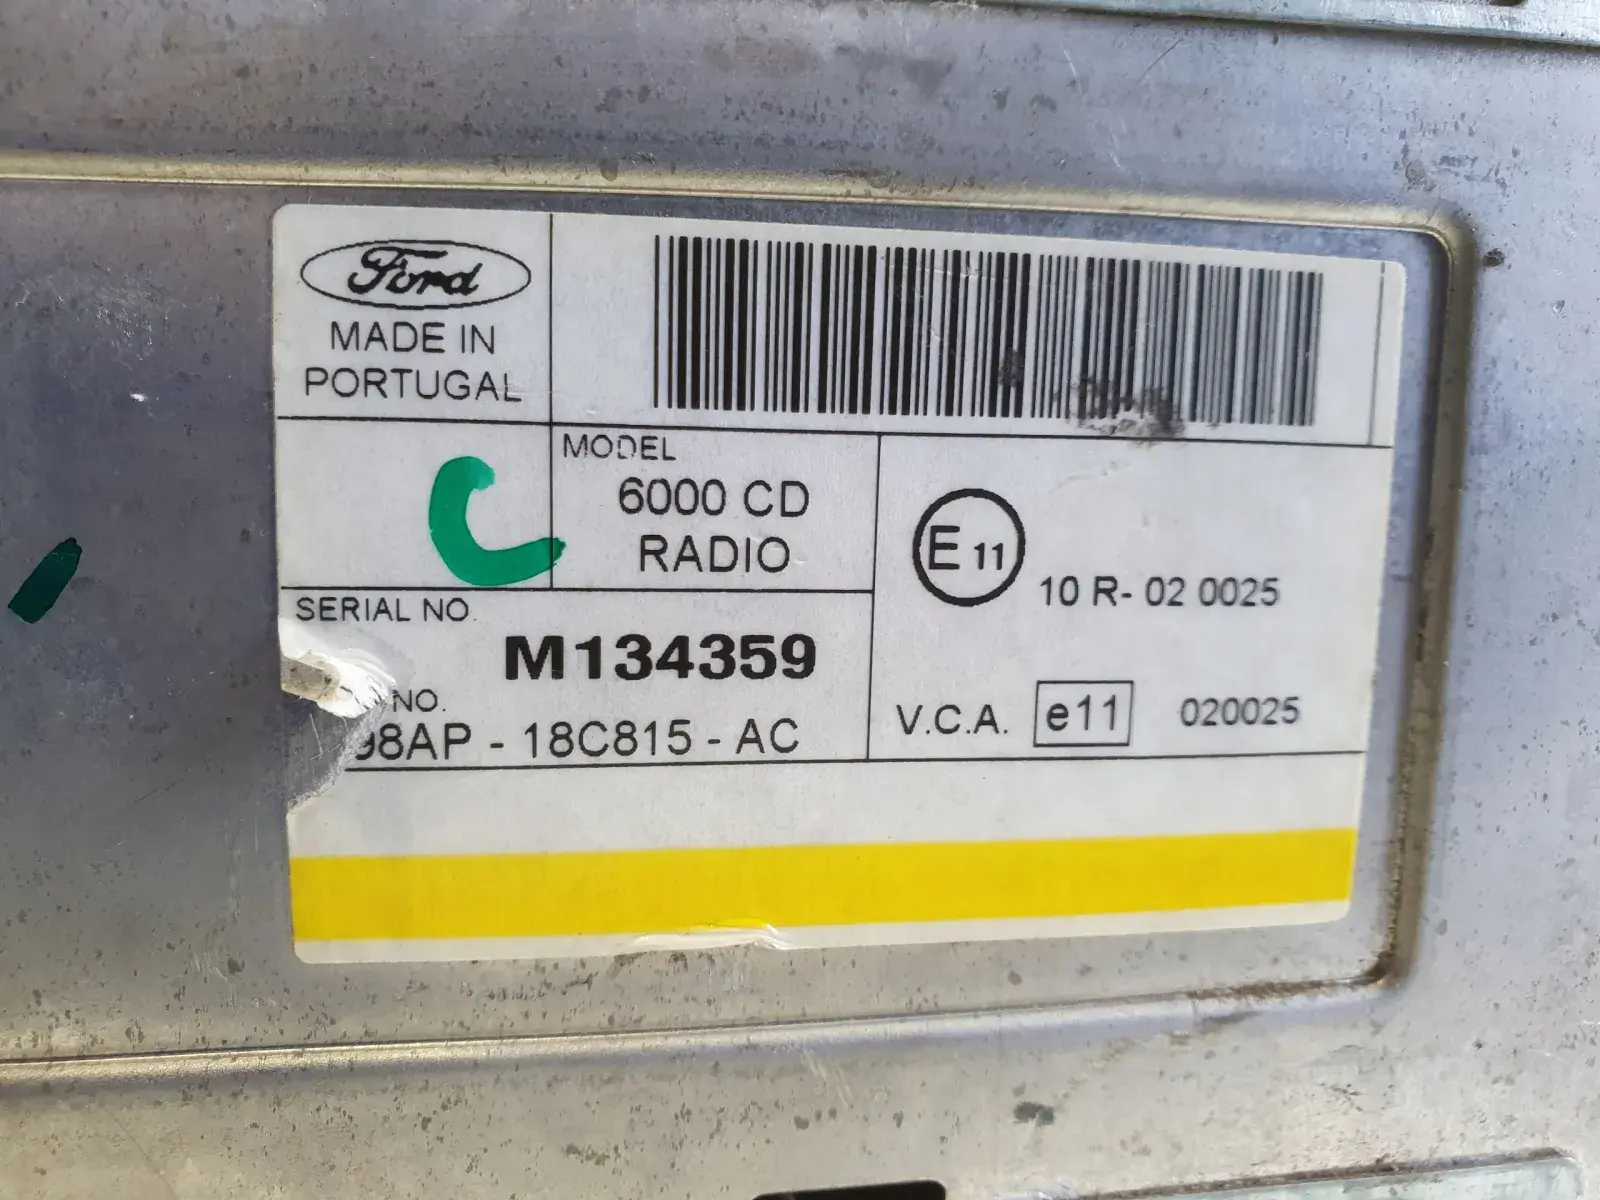 Ford
MADE IN
PORTUGAL
C
MODEL
6000 CD
RADIO
E 11
10 R- 02 0025
SERIAL NO.
M134359
NO.
98AP - 18C815 - AC
V.C.A. e11 020025